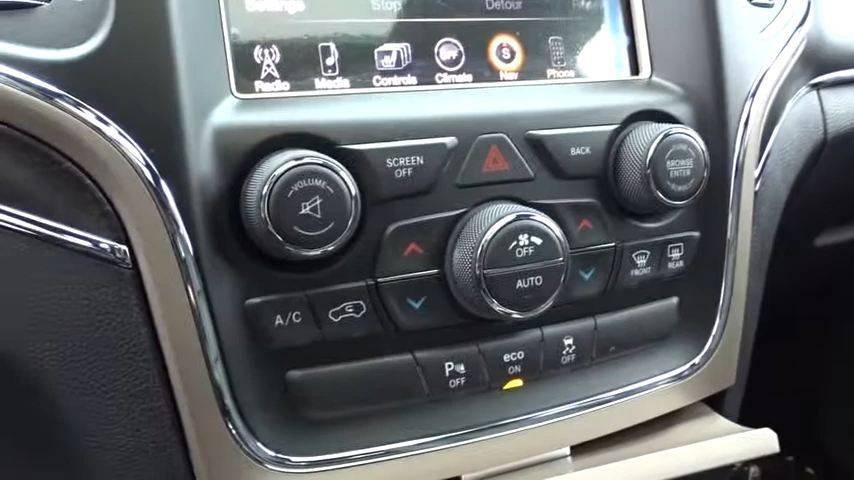 Settings Stop Detour
Radio Media Controls OFF Climate S Nav Phone
VOLUME
SCREEN
OFF
BACK
BROWSE
ENTER
OFF
AUTO
FRONT
REAR
A/C
P
OFF
eco
ON
OFF